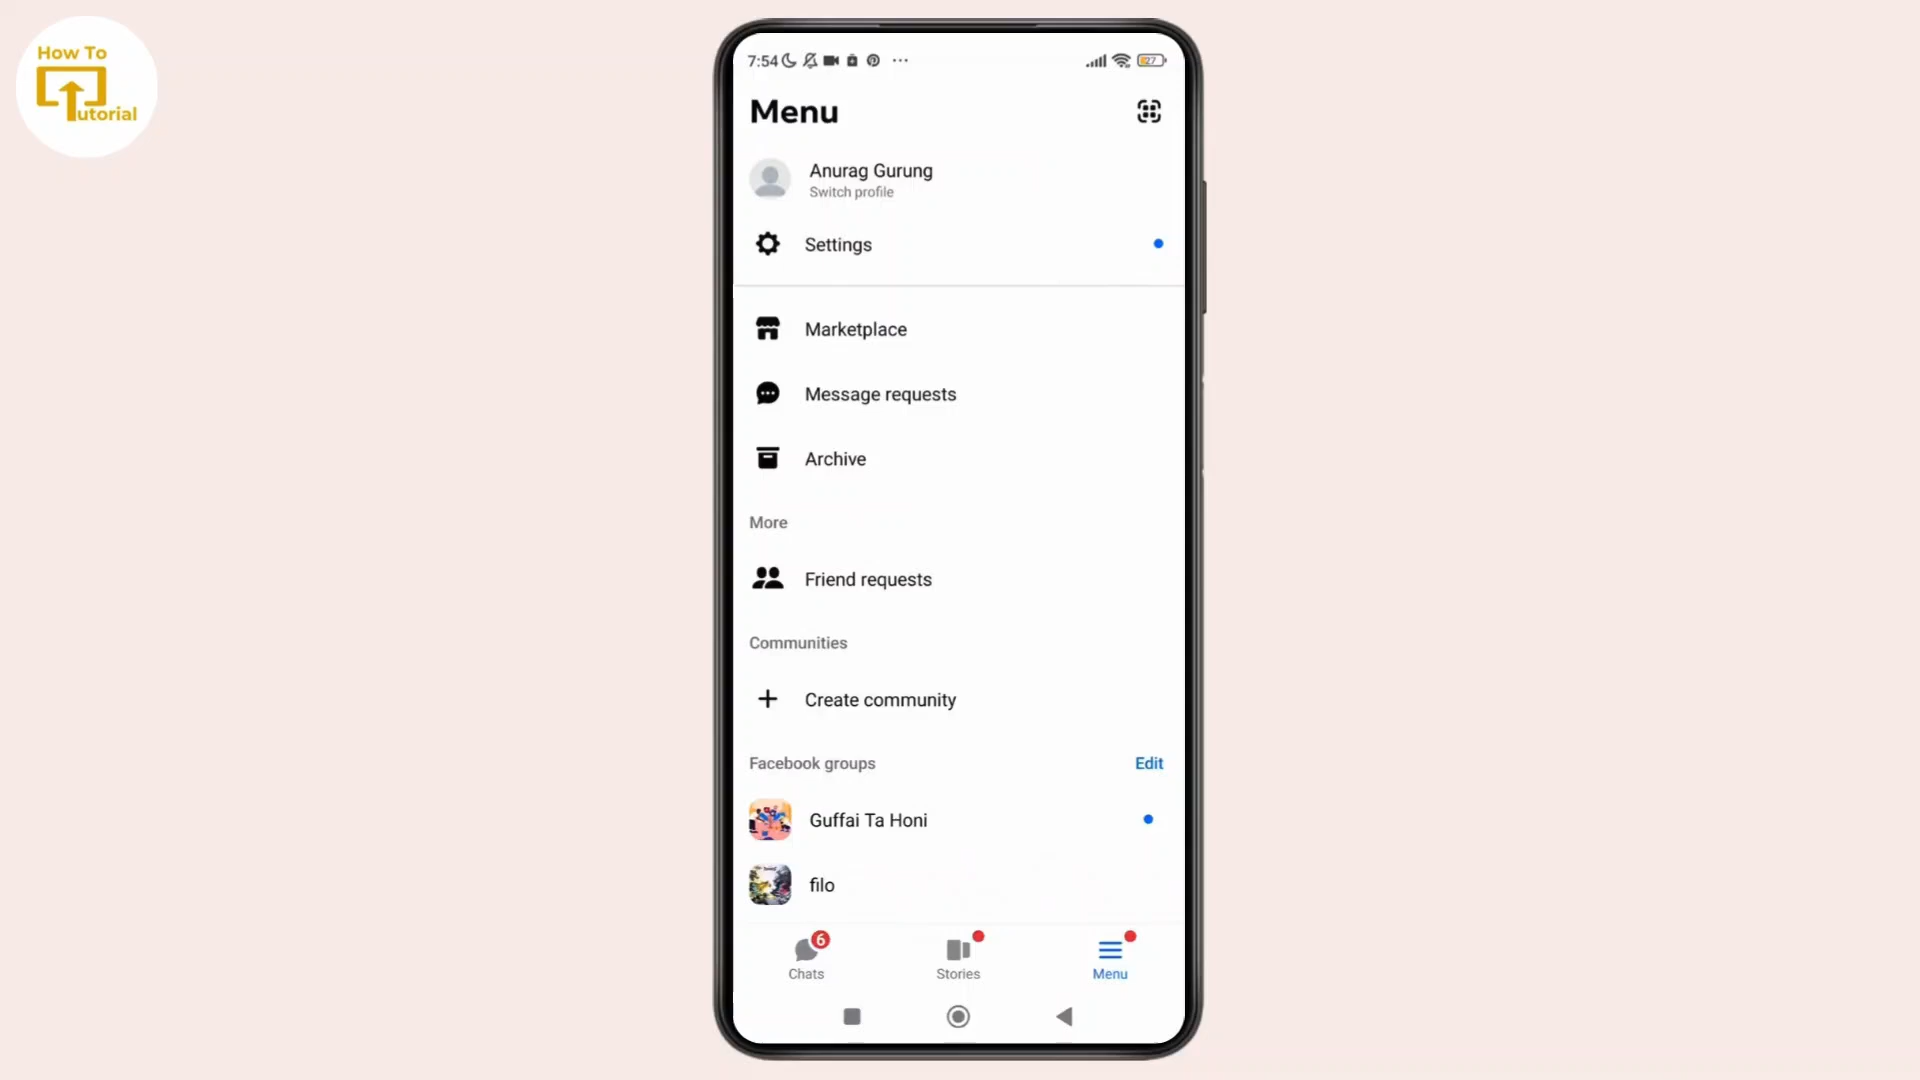 How To
utorial
7:54
27
Menu
Anurag Gurung
Switch profile
Settings
Marketplace
Message requests
Archive
More
Friend requests
Communities
Create community
Facebook groups
Edit
Guffai Ta Honi
filo
6
Chats
Stories
Menu